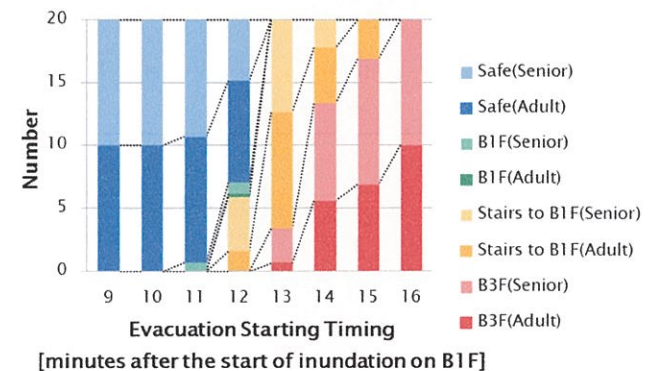 20
15
10
5
0
Number
9 10 11 12 13 14 15 16
Evacuation Starting Timing
[minutes after the start of inundation on B1F]
Safe(Senior)
Safe(Adult)
B1F(Senior)
B1F(Adult)
Stairs to B1F(Senior)
Stairs to B1F(Adult)
B3F(Senior)
B3F(Adult)